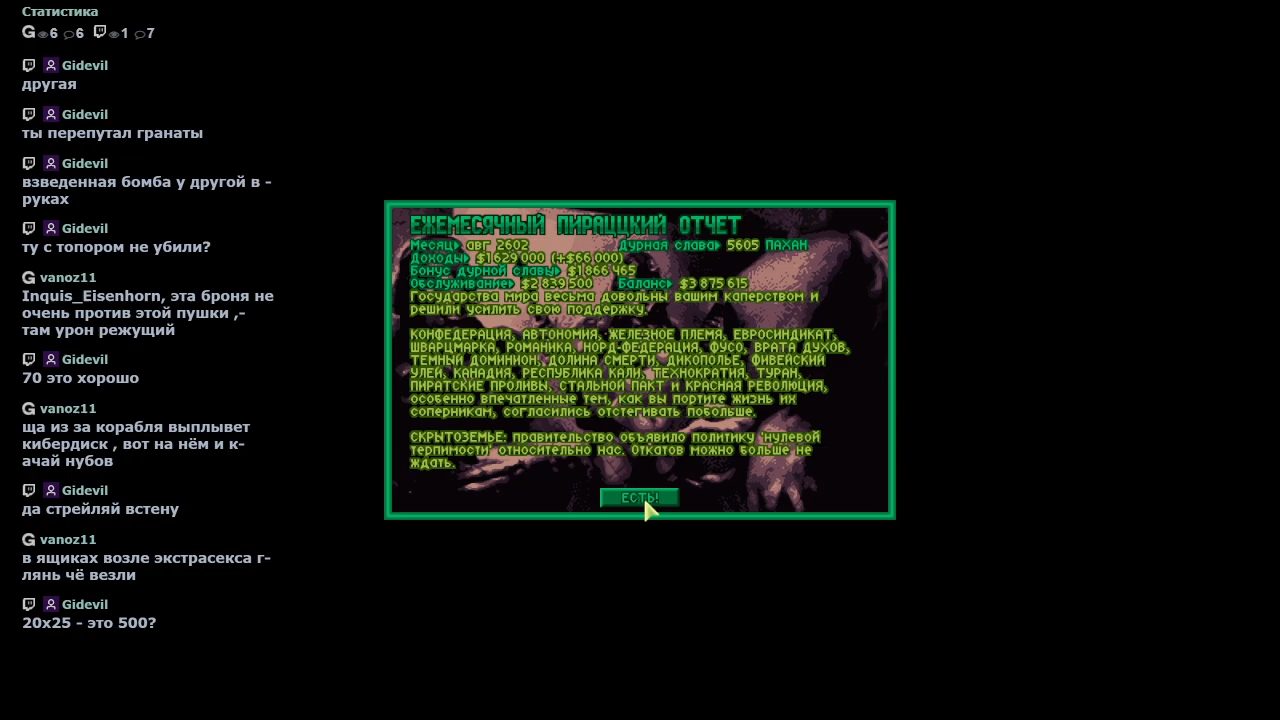 Статистика
6 6 1 7
Gidevil
другая
Gidevil
ты перепутал гранаты
Gidevil
взведенная бомба у другой в -
руках
Gidevil
ту с топором не убили?
vanoz11
Inquis_Eisenhorn, эта броня не
очень против этой пушки ,-
там урон режущий
Gidevil
70 это хорошо
vanoz11
ща из за корабля выплывет
кибердиск , вот на нём и к-
ачай нубов
Gidevil
да стрейляй встену
vanoz11
в ящиках возле экстрасекса г-
лянь чё везли
Gidevil
20х25 - это 500?
ЕЖЕМЕСЯЧНЫЙ ПИРАЦЦКИЙ ОТЧЕТ
Месяц> авг 2602 Дурная слава> 5605 ПАХАН
Доходы> $1 629 000 (+$66 000)
Бонус дурной славы> $1 866 465
Обслуживание> $2 839 500 Баланс> $3 875 615
Государства мира весьма довольны вашим каперством и
решили усилить свою поддержку.
КОНФЕДЕРАЦИЯ, АВТОНОМИЯ, ЖЕЛЕЗНОЕ ПЛЕМЯ, ЕВРОСИНДИКАТ,
ШВАРЦМАРКА, РОМАНИКА, НОРД-ФЕДЕРАЦИЯ, ФУСО, ВРАТА ДУХОВ,
ТЕМНЫЙ ДОМИНИОН, ДОЛИНА СМЕРТИ, ДИКОПОЛЬЕ, ФИВЕЙСКИЙ
УЛЕЙ, КАНАДИЯ, РЕСПУБЛИКА КАЛИ, ТЕХНОКРАТИЯ, ТУРАН,
ПИРАТСКИЕ ПРОЛИВЫ, СТАЛЬНОЙ ПАКТ и КРАСНАЯ РЕВОЛЮЦИЯ,
особенно впечатленные тем, как вы портите жизнь их
соперникам, согласились отстегивать побольше.
СКРЫТОЗЕМЬЕ: правительство объявило политику 'нулевой
терпимости' относительно нас. Откатов можно больше не
ждать.
ЕСТЬ!